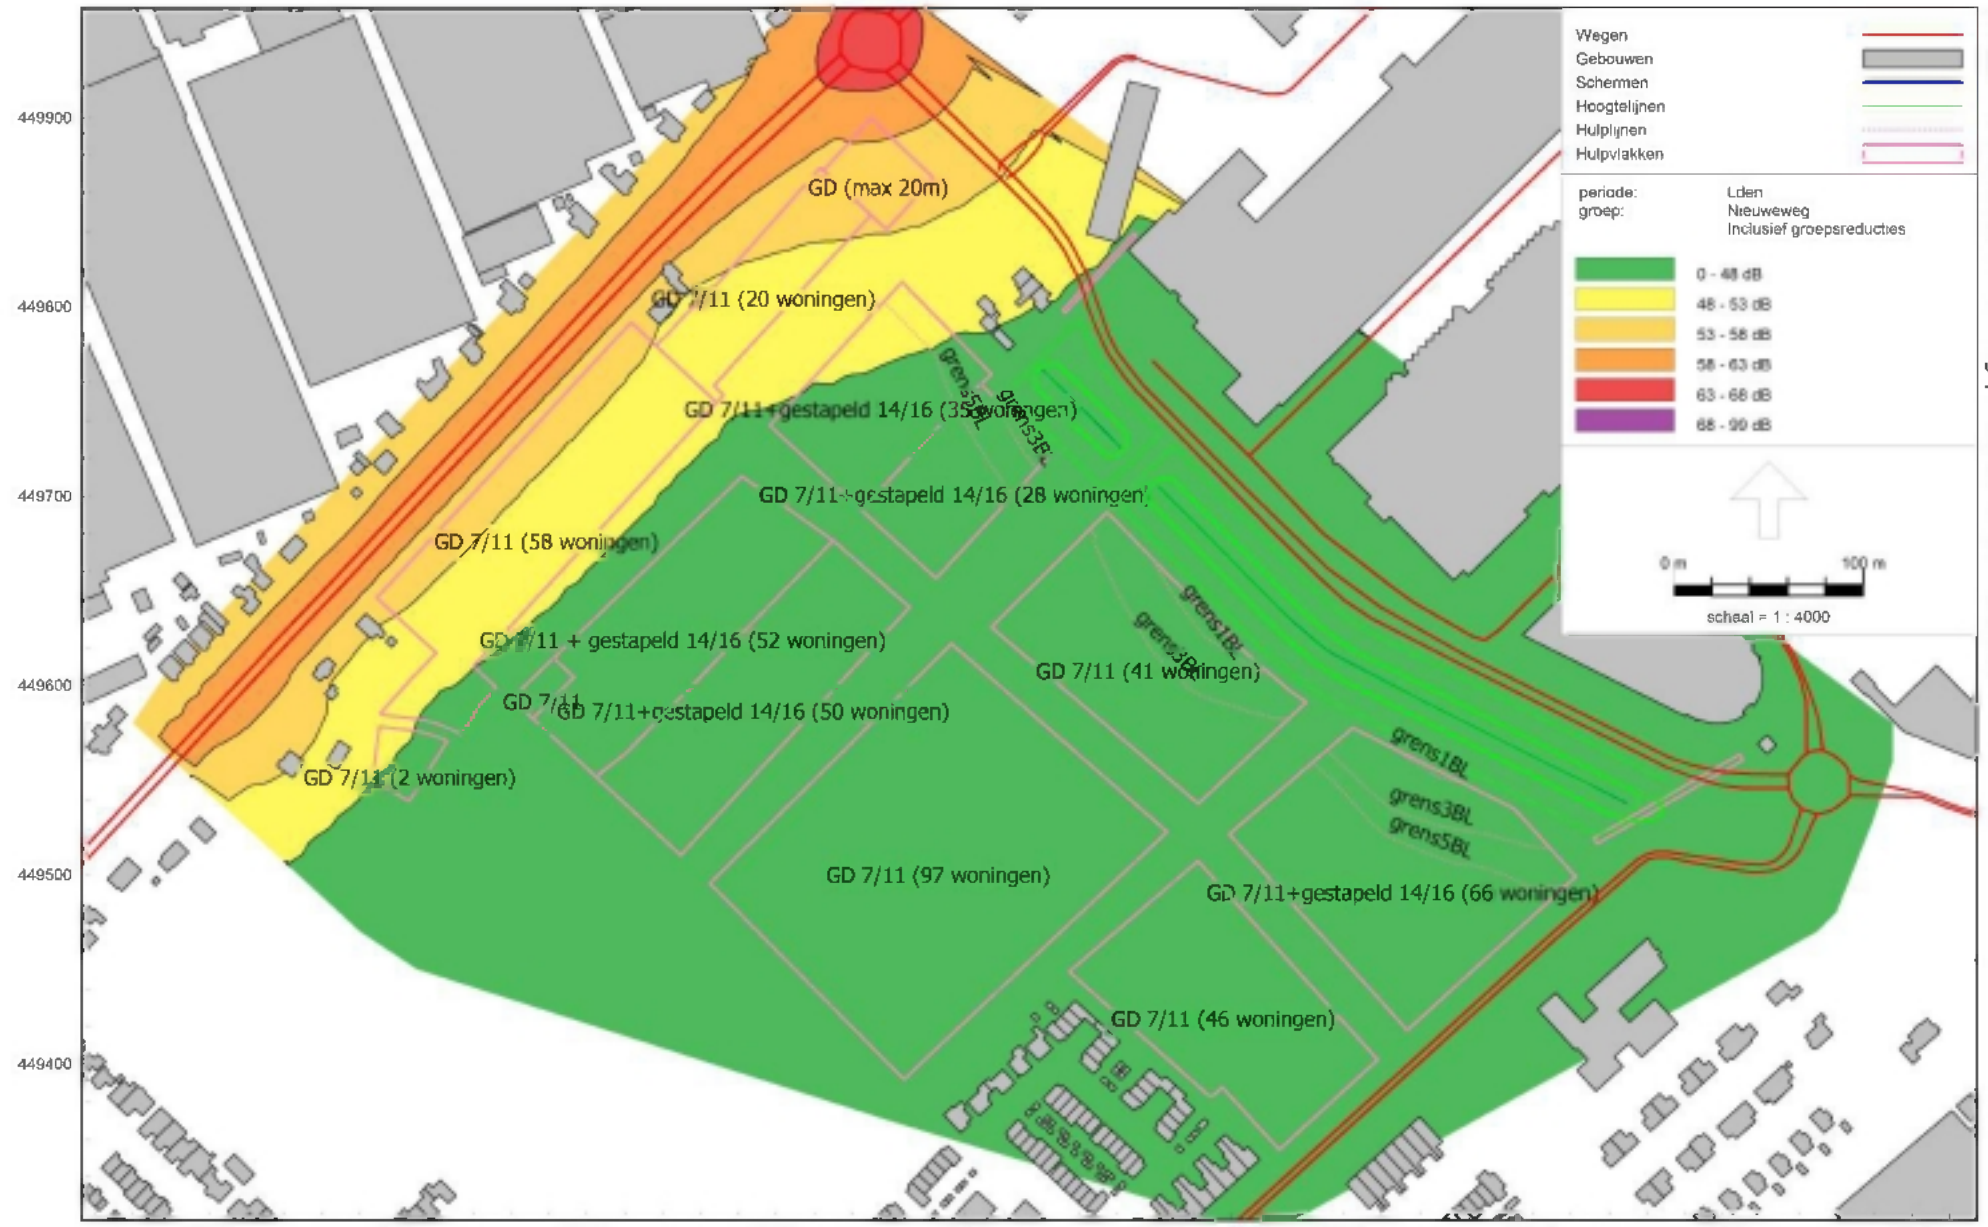 449900
449800
449700
449600
449500
449400
GD (max 20m)
GD 7/11 (20 woningen)
grens5BL
grens3BL
GD 7/11+gestapeld 14/16 (35 woningen)
GD 7/11+gestapeld 14/16 (28 woningen)
GD 7/11 (58 woningen)
grens1BL
grens3BL
GD 7/11 + gestapeld 14/16 (52 woningen)
GD 7/11 (41 woningen)
GD 7/11
GD 7/11+gestapeld 14/16 (50 woningen)
grens1BL
GD 7/11 (2 woningen)
grens3BL
grens5BL
GD 7/11 (97 woningen)
GD 7/11+gestapeld 14/16 (66 woningen)
GD 7/11 (46 woningen)
Wegen
Gebouwen
Schermen
Hoogtelijnen
Hulplijnen
Hulpvlakken
periode: Lden
groep: Nieuweweg
Inclusief groepsreducties
0 - 48 dB
48 - 53 dB
53 - 58 dB
58 - 63 dB
63 - 68 dB
68 - 99 dB
0 m 100 m
schaal = 1 : 4000